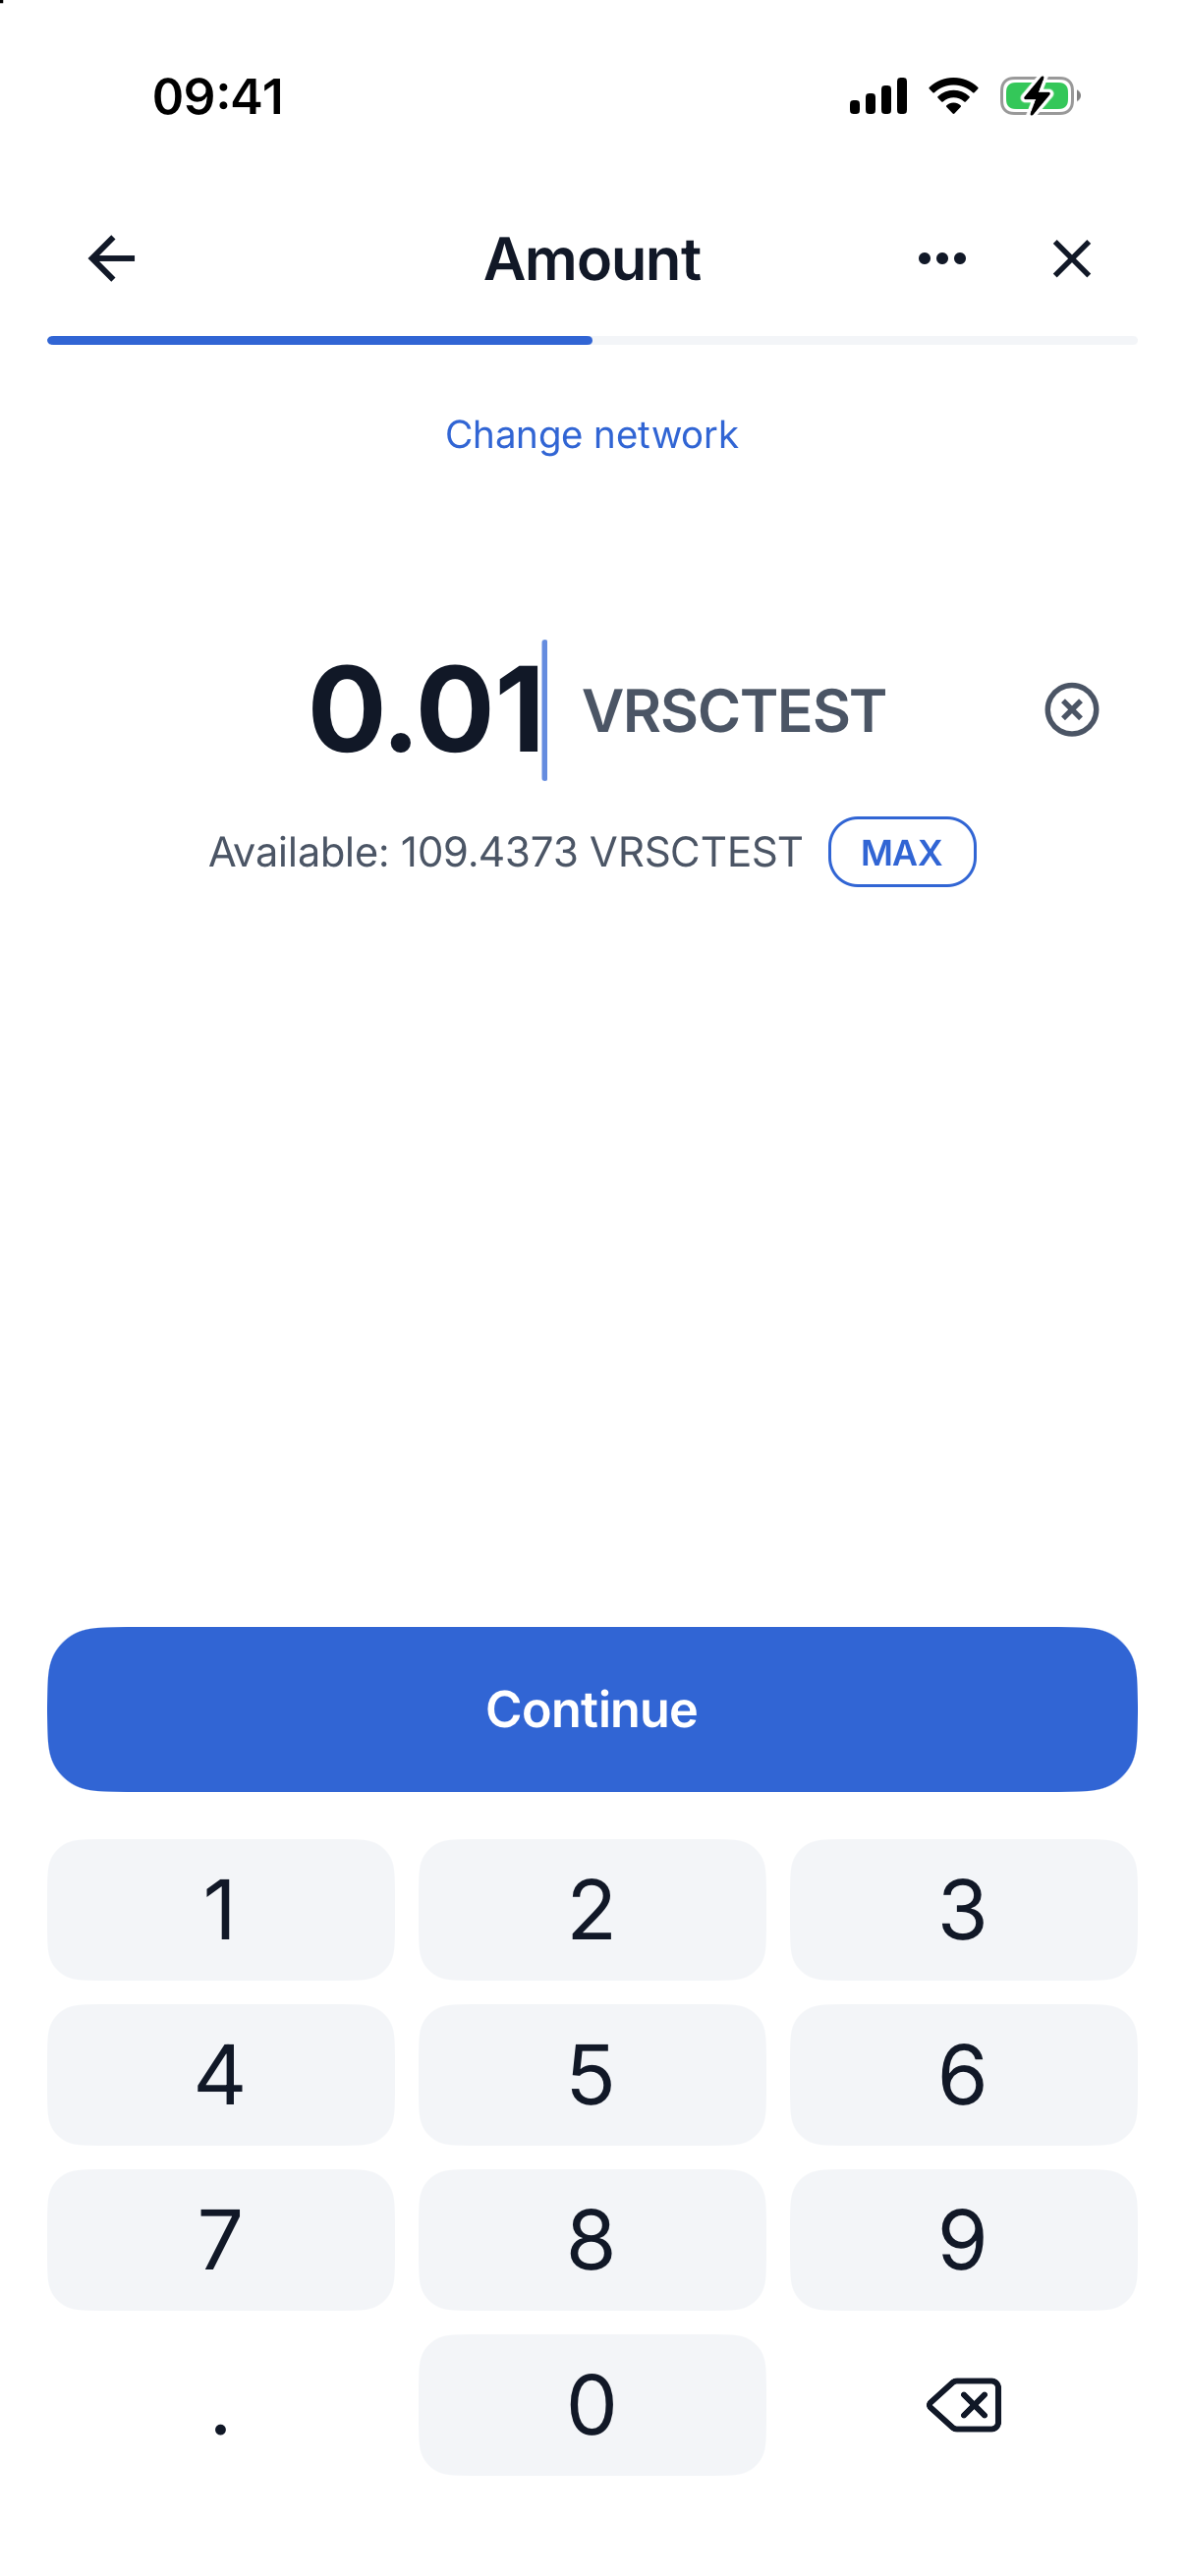 09:41
Amount
Change network
0.01 VRSCTEST
Available: 109.4373 VRSCTEST MAX
Continue
1 2 3
4 5 6
7 8 9
. 0